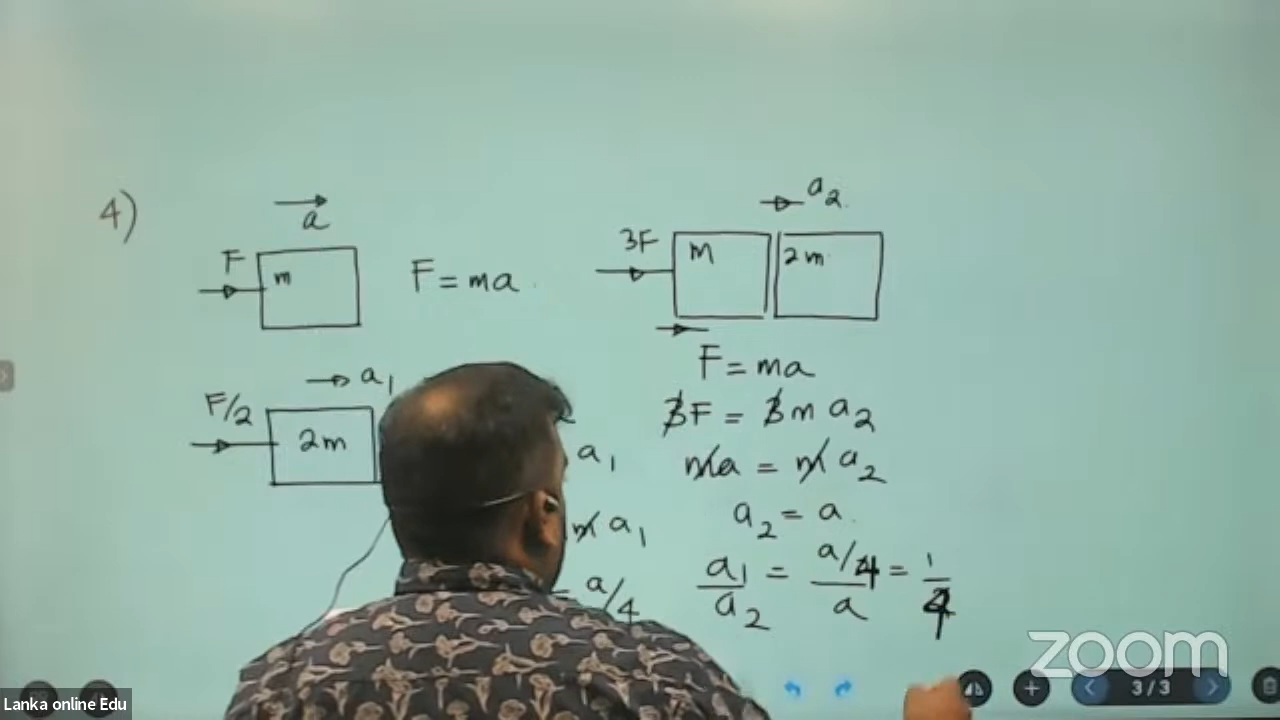 4)
a
F
m
F = ma
a₁
F/2
2m
a₁
m a₁
= a/4
a₂
3F
M
2m
F = ma
3F = 3m a₂
ma = m a₂
a₂ = a
a₁/a₂ = a/4/a = 1/4
zoom
3/3
Lanka online Edu